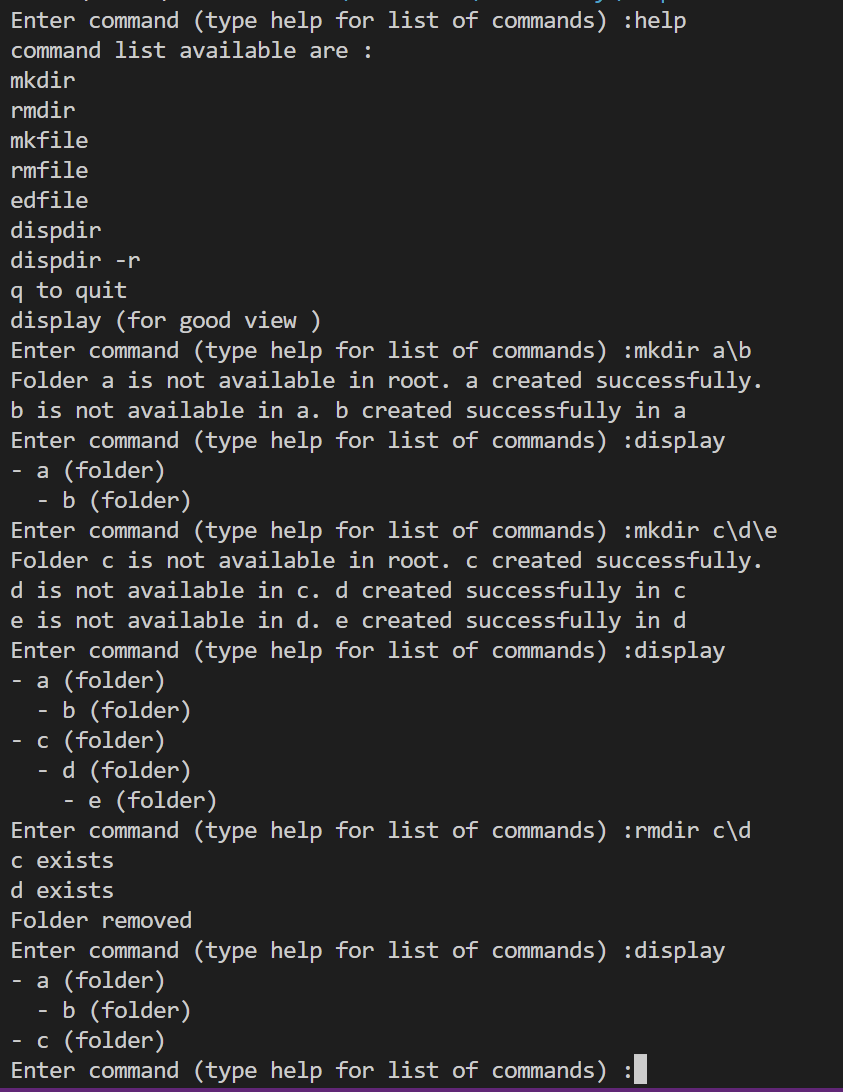 Enter command (type help for list of commands) :help
command list available are :
mkdir
rmdir
mkfile
rmfile
edfile
dispdir
dispdir -r
q to quit
display (for good view )
Enter command (type help for list of commands) :mkdir a\b
Folder a is not available in root. a created successfully.
b is not available in a. b created successfully in a
Enter command (type help for list of commands) :display
- a (folder)
  - b (folder)
Enter command (type help for list of commands) :mkdir c\d\e
Folder c is not available in root. c created successfully.
d is not available in c. d created successfully in c
e is not available in d. e created successfully in d
Enter command (type help for list of commands) :display
- a (folder)
  - b (folder)
- c (folder)
  - d (folder)
    - e (folder)
Enter command (type help for list of commands) :rmdir c\d
c exists
d exists
Folder removed
Enter command (type help for list of commands) :display
- a (folder)
  - b (folder)
- c (folder)
Enter command (type help for list of commands) :